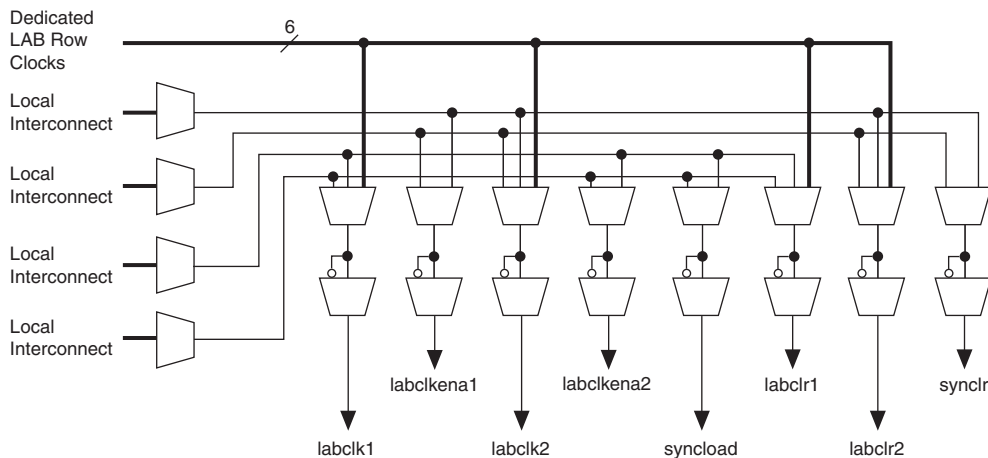 Dedicated
LAB Row
Clocks
6
Local
Interconnect
Local
Interconnect
Local
Interconnect
Local
Interconnect
labclkena1
labclkena2
labclr1
synclr
labclk1
labclk2
syncload
labclr2